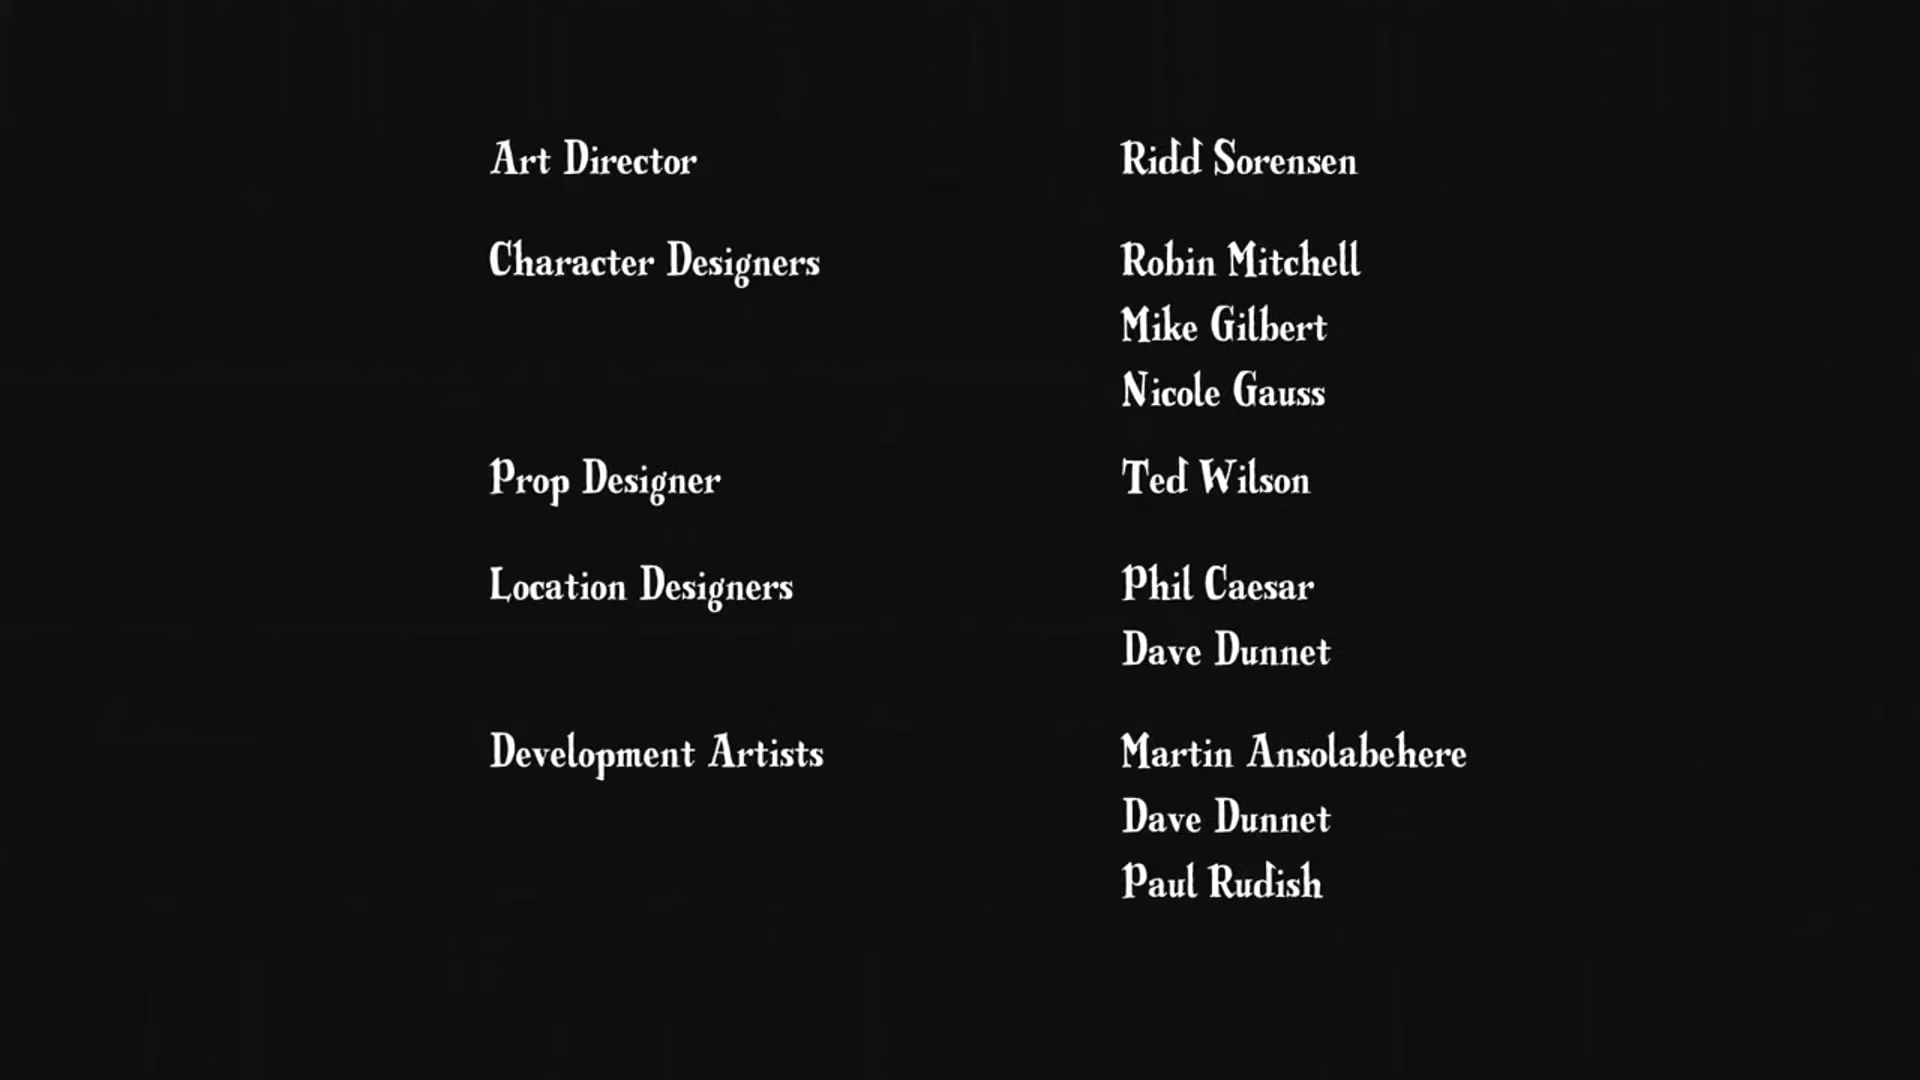 Art Director Ridd Sorensen
Character Designers Robin Mitchell
Mike Gilbert
Nicole Gauss
Prop Designer Ted Wilson
Location Designers Phil Caesar
Dave Dunnet
Development Artists Martin Ansolabehere
Dave Dunnet
Paul Rudish